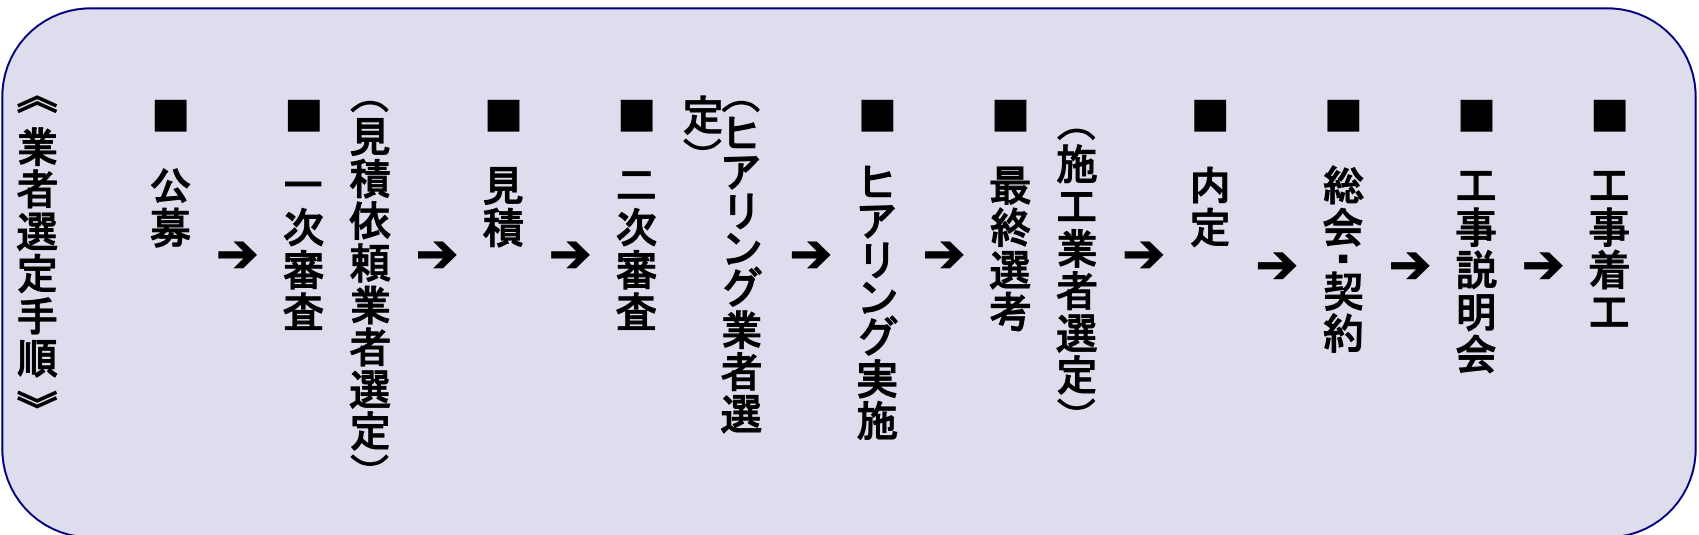 《業者選定手順》
■ 公募
➔
■ 一次審査
（見積依頼業者選定）
➔
■ 見積
➔
■ 二次審査
（ヒアリング業者選
定）
➔
■ ヒアリング実施
➔
■ 最終選考
（施工業者選定）
➔
■ 内定
➔
■ 総会・契約
➔
■ 工事説明会
➔
■ 工事着工